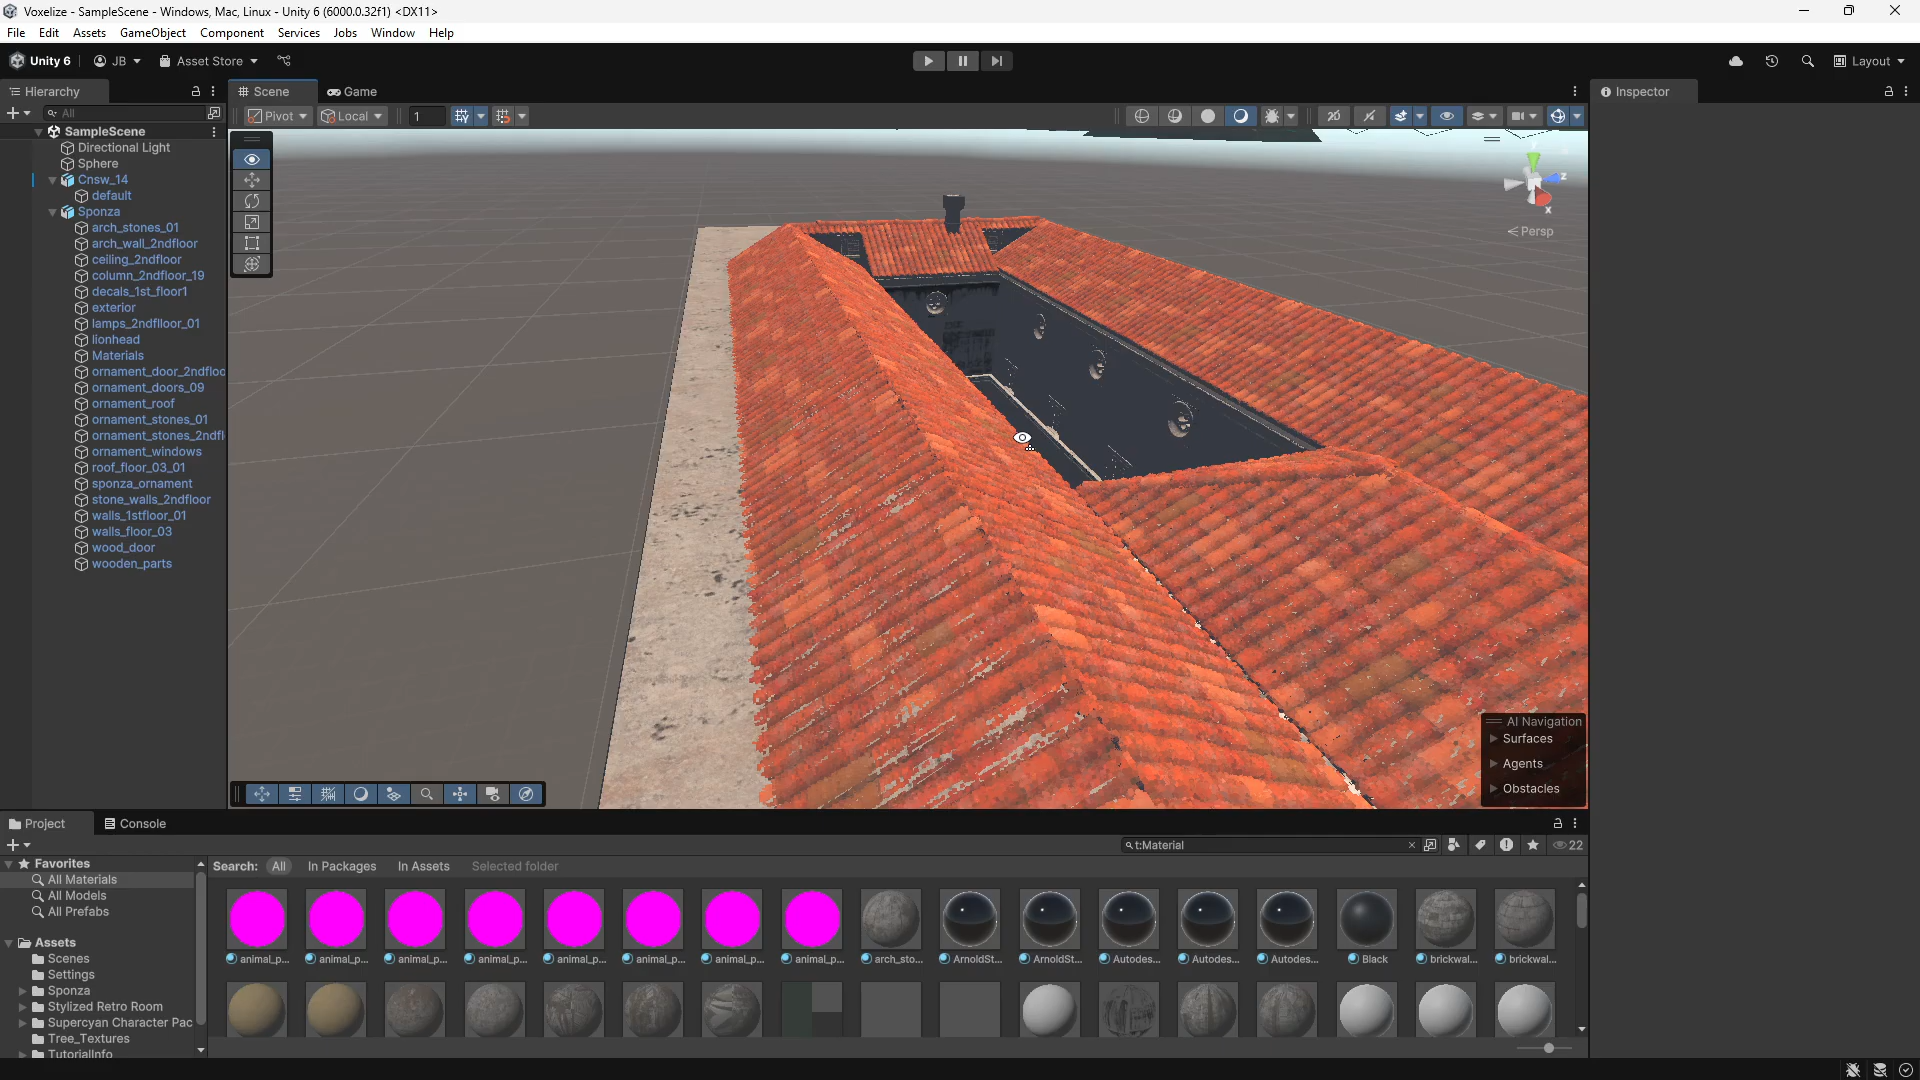 Voxelize - SampleScene - Windows, Mac, Linux - Unity 6 (6000.0.32f1) <DX11>
File Edit Assets GameObject Component Services Jobs Window Help
Unity 6 JB Asset Store Layout
Hierarchy Scene Game Inspector
All Pivot Local 1 2D
SampleScene
Directional Light
Sphere
Cnsw_14
default
Sponza
arch_stones_01
arch_wall_2ndfloor
ceiling_2ndfloor
column_2ndfloor_19
decals_1st_floor1
exterior
lamps_2ndflloor_01
lionhead
Materials
ornament_door_2ndfloo
ornament_doors_09
ornament_roof
ornament_stones_01
ornament_stones_2ndfl
ornament_windows
roof_floor_03_01
sponza_ornament
stone_walls_2ndfloor
walls_1stfloor_01
walls_floor_03
wood_door
wooden_parts
y
z
x
Persp
AI Navigation
Surfaces
Agents
Obstacles
Project Console
t:Material 22
Favorites
All Materials
All Models
All Prefabs
Assets
Scenes
Settings
Sponza
Stylized Retro Room
Supercyan Character Pac
Tree_Textures
TutorialInfo
Search: All In Packages In Assets Selected folder
animal_p... animal_p... animal_p... animal_p... animal_p... animal_p... animal_p... animal_p... arch_sto... ArnoldSt... ArnoldSt... Autodes... Autodes... Autodes... Black brickwal... brickwal...